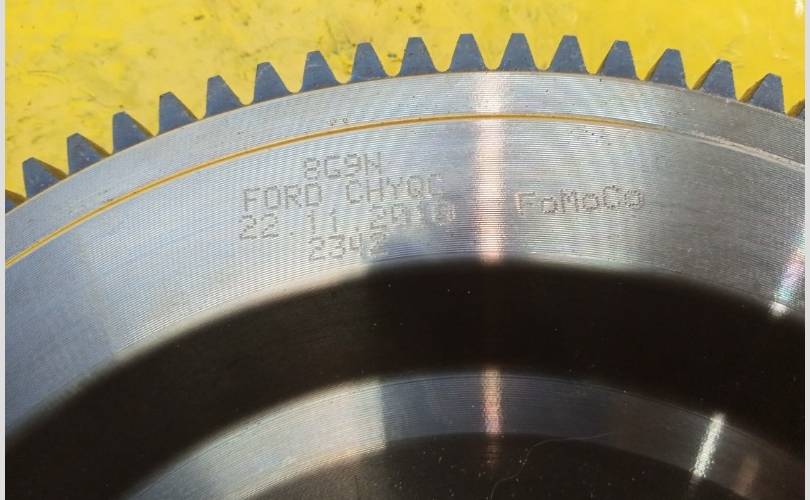 8G9N
FORD CHYQC
22.11.2010
2342
FoMoCo